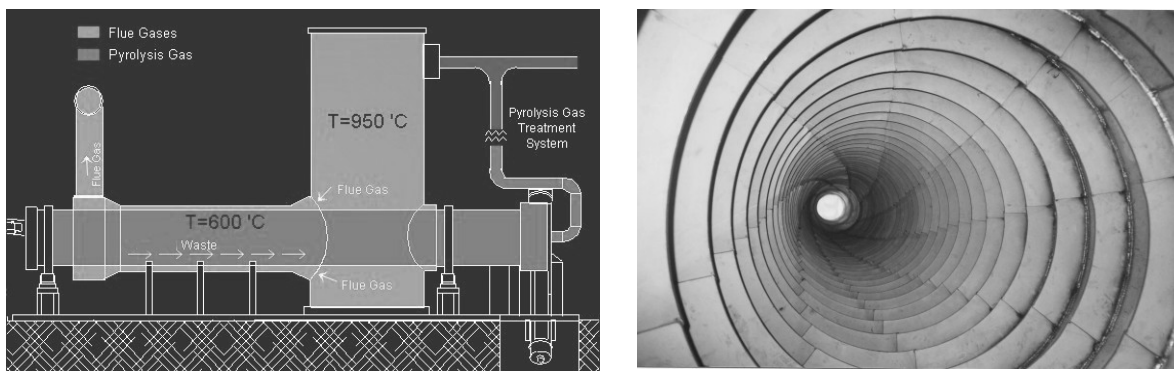 Flue Gases
Pyrolysis Gas
T=950 'C
Pyrolysis Gas
Treatment
System
Flue Gas
Flue Gas
T=600 'C
Waste
Flue Gas